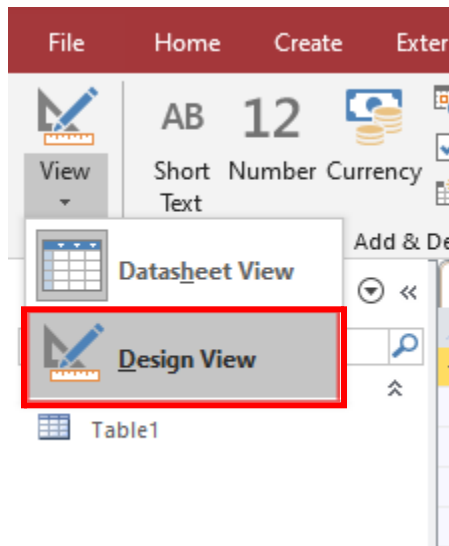 File Home Create Exter
AB 12
View Short Number Currency
Text
Add & De
Datasheet View
Design View
Table1